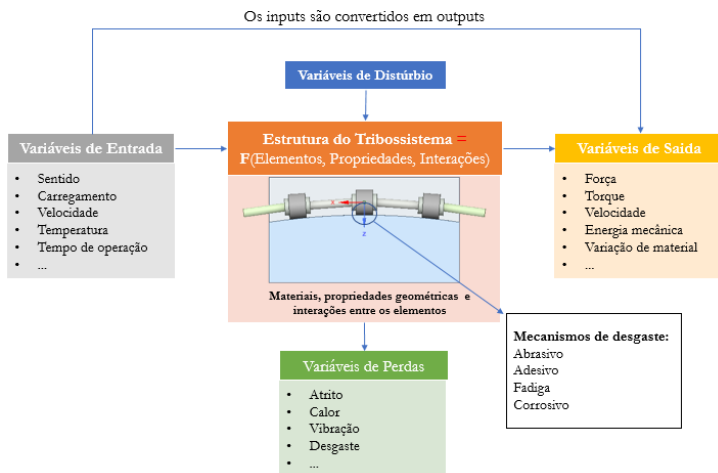 Os inputs são convertidos em outputs
Variáveis de Distúrbio
Variáveis de Entrada
• Sentido
• Carregamento
• Velocidade
• Temperatura
• Tempo de operação
• ...
Estrutura do Tribossistema =
F(Elementos, Propriedades, Interações)
x
z
Materiais, propriedades geométricas e
interações entre os elementos
Variáveis de Saida
• Força
• Torque
• Velocidade
• Energia mecânica
• Variação de material
• ...
Mecanismos de desgaste:
Abrasivo
Adesivo
Fadiga
Corrosivo
Variáveis de Perdas
• Atrito
• Calor
• Vibração
• Desgaste
• ...